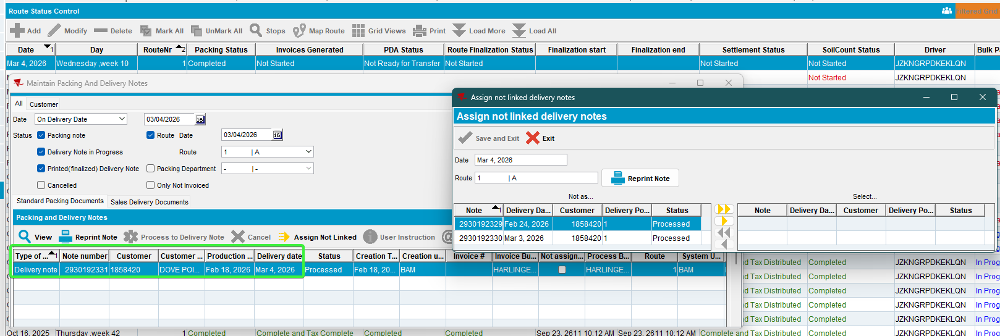 Route Status Control
Filtered Grid
Add Modify Delete Mark All UnMark All Stops Map Route Grid Views Print Load More Load All
Date 1 Day RouteNr 2 Packing Status Invoices Generated PDA Status Route Finalization Status Finalization start Finalization end Settlement Status SoilCount Status Driver Bulk P
Mar 4, 2026 Wednesday ,week 10 1 Completed Not Started Not Ready for Transfer Not Started Not Started Not Started JZKNGRPDKEKLQN
Not Started JZKNGRPDKEKLQN
Maintain Packing And Delivery Notes
All Customer
Date On Delivery Date 03/04/2026 16
Status Packing note Route Date 03/04/2026 16
Delivery Note in Progress Route 1 | A
Printed(finalized) Delivery Note Packing Department - | -
Cancelled Only Not Invoiced
Standard Packing Documents Sales Delivery Documents
Packing and Delivery Notes
View Reprint Note Process to Delivery Note Cancel Assign Not Linked User Instruction @
Type of ... 1 Note number Customer Customer ... Production ... Delivery date Status Creation T... Creation u... Invoice # Invoice Bu... Not assign... Process B... Route System U...
Delivery note 2930192331 1858420 DOVE POI... Feb 18, 2026 Mar 4, 2026 Processed Feb 18, 20... BAM HARLINGE... HARLINGE... 1 BAM
Assign not linked delivery notes
Assign not linked delivery notes
Save and Exit Exit
Date Mar 4, 2026
Route 1 | A Reprint Note
Not as... Select...
Note 1 Delivery Da... Customer Delivery Po... Status Note Delivery Da... Customer Delivery Po... Status
2930192329 Feb 24, 2026 1858420 1 Processed
2930192330 Mar 3, 2026 1858420 1 Processed
nd Tax Distributed Completed JZKNGRPDKEKLQN In Prog
nd Tax Distributed Completed JZKNGRPDKEKLQN In Prog
nd Tax Distributed Completed JZKNGRPDKEKLQN In Prog
nd Tax Distributed Completed JZKNGRPDKEKLQN In Prog
nd Tax Distributed Completed JZKNGRPDKEKLQN In Prog
Oct 16, 2025 Thursday ,week 42 1 Completed Complete and Tax Complete Completed Completed Sep 23, 2611 10:12 AM Sep 23, 2611 10:12 AM Complete and Tax Distributed Completed JZKNGRPDKEKLQN In Prog